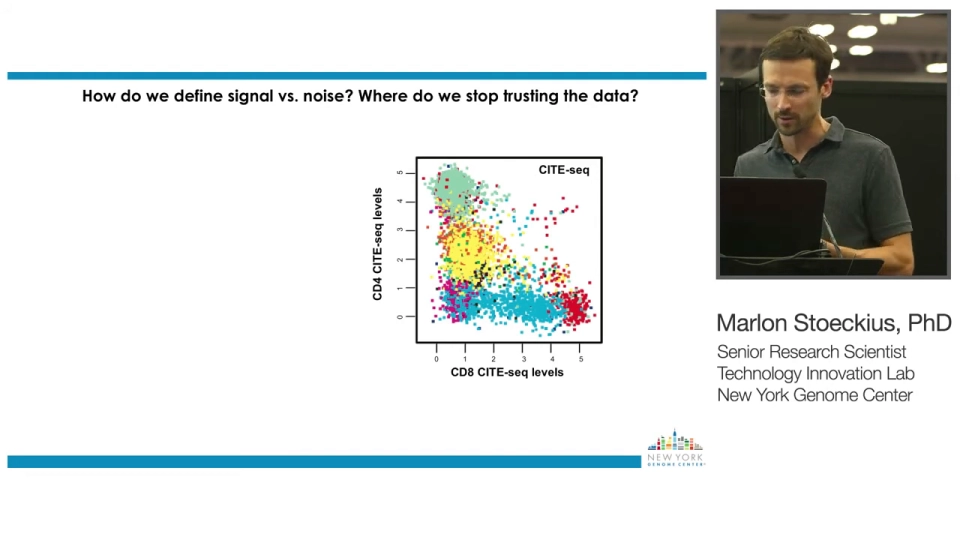 How do we define signal vs. noise? Where do we stop trusting the data?
CITE-seq
CD4 CITE-seq levels
5
4
3
2
1
0
0 1 2 3 4 5
CD8 CITE-seq levels
NEW YORK
GENOME CENTER
Marlon Stoeckius, PhD
Senior Research Scientist
Technology Innovation Lab
New York Genome Center